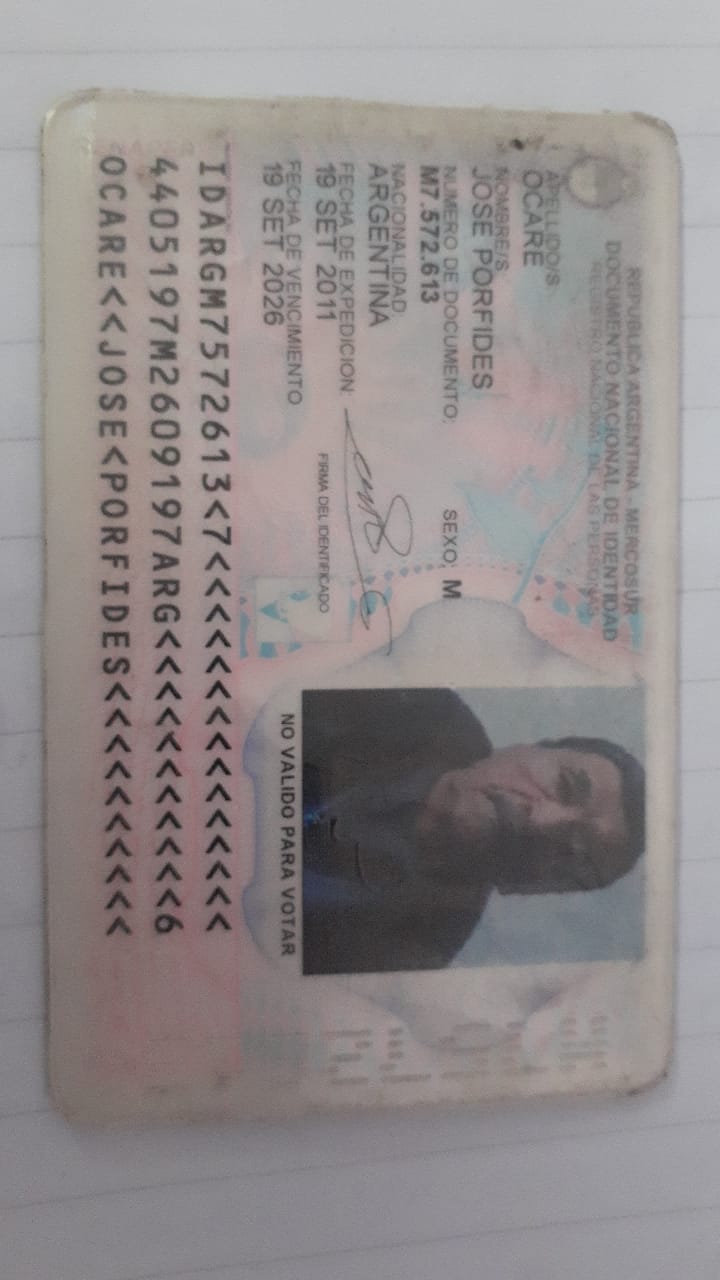 REPUBLICA ARGENTINA - MERCOSUR
DOCUMENTO NACIONAL DE IDENTIDAD
REGISTRO NACIONAL DE LAS PERSONAS
APELLIDO/S
OCARE
NOMBRE/S
JOSE PORFIDES
NUMERO DE DOCUMENTO: SEXO: M
M7.572.613
NACIONALIDAD:
ARGENTINA
FECHA DE EXPEDICION:
19 SET 2011
FIRMA DEL IDENTIFICADO
FECHA DE VENCIMIENTO
19 SET 2026
NO VALIDO PARA VOTAR
IDARGM7572613<7<<<<<<<<<<<<<<<
4405197M2609197ARG<<<<<<<<<<<6
OCARE<<JOSE<PORFIDES<<<<<<<<<<